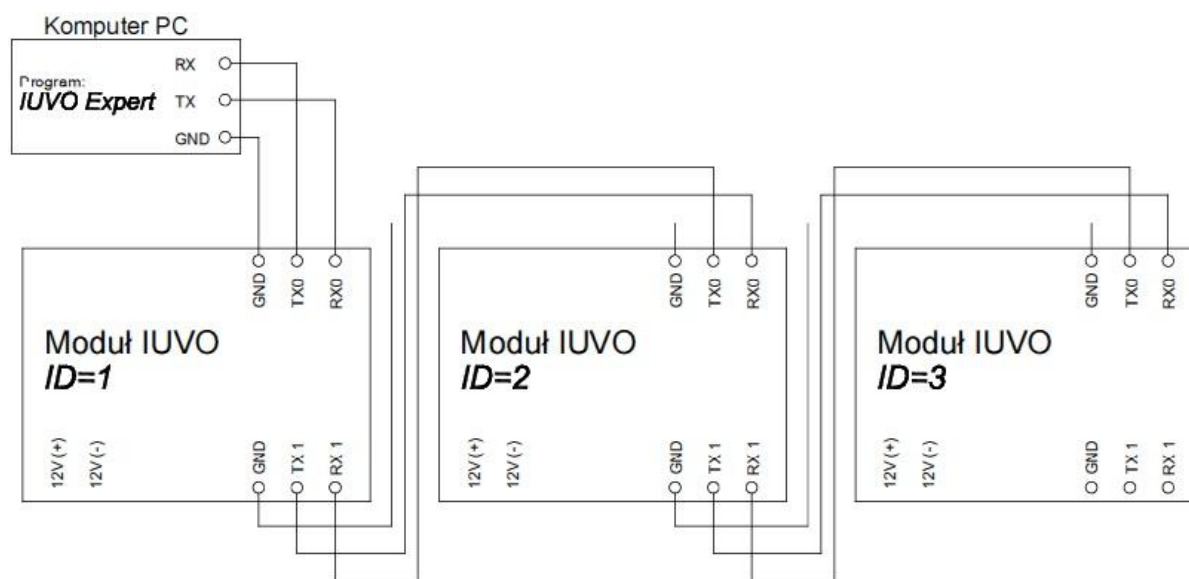 Komputer PC
RX
Program:
IUVO Expert
TX
GND
GND
TX0
RX0
Moduł IUVO
ID=1
12V (+)
12V (-)
GND
TX 1
RX 1
GND
TX0
RX0
Moduł IUVO
ID=2
12V (+)
12V (-)
GND
TX 1
RX 1
GND
TX0
RX0
Moduł IUVO
ID=3
12V (+)
12V (-)
GND
TX 1
RX 1